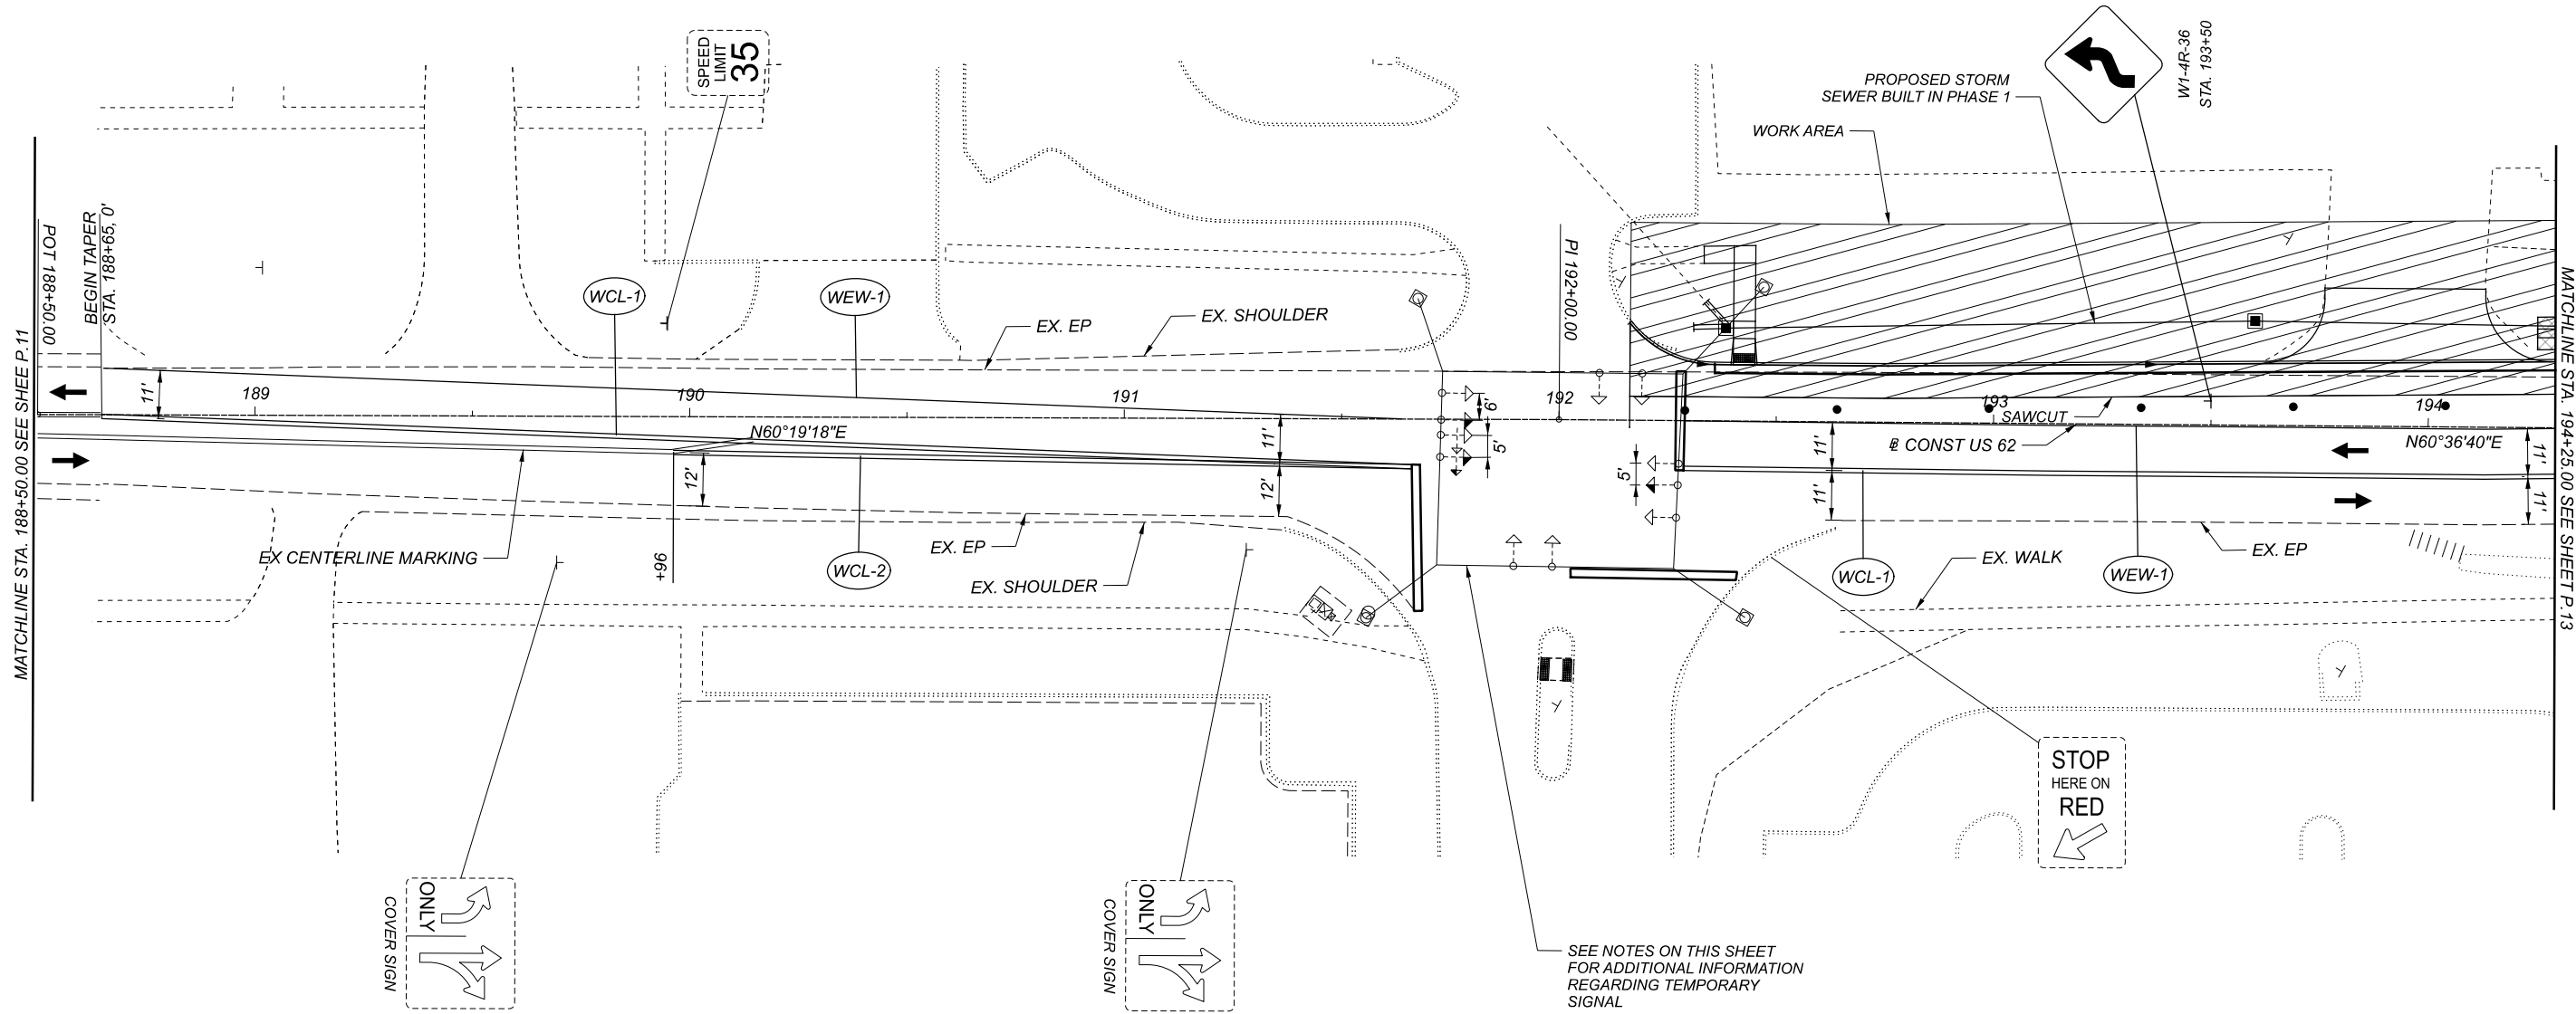 SPEED
LIMIT
35
W1-4R-36
STA. 193+50
PROPOSED STORM
SEWER BUILT IN PHASE 1
WORK AREA
MATCHLINE STA. 188+50.00 SEE SHEE P.11
POT 188+50.00
BEGIN TAPER
STA. 188+65, 0'
WCL-1
WEW-1
EX. EP
EX. SHOULDER
PI 192+00.00
MATCHLINE STA. 194+25.00 SEE SHEET P.13
11'
189
190
191
192
193
194
6'
5'
SAWCUT
℄ CONST US 62
N60°19'18"E
N60°36'40"E
11'
12'
12'
5'
11'
11'
11'
11'
EX CENTERLINE MARKING
+96
WCL-2
EX. EP
EX. SHOULDER
WCL-1
EX. WALK
WEW-1
EX. EP
STOP
HERE ON
RED
ONLY
COVER SIGN
ONLY
COVER SIGN
SEE NOTES ON THIS SHEET
FOR ADDITIONAL INFORMATION
REGARDING TEMPORARY
SIGNAL